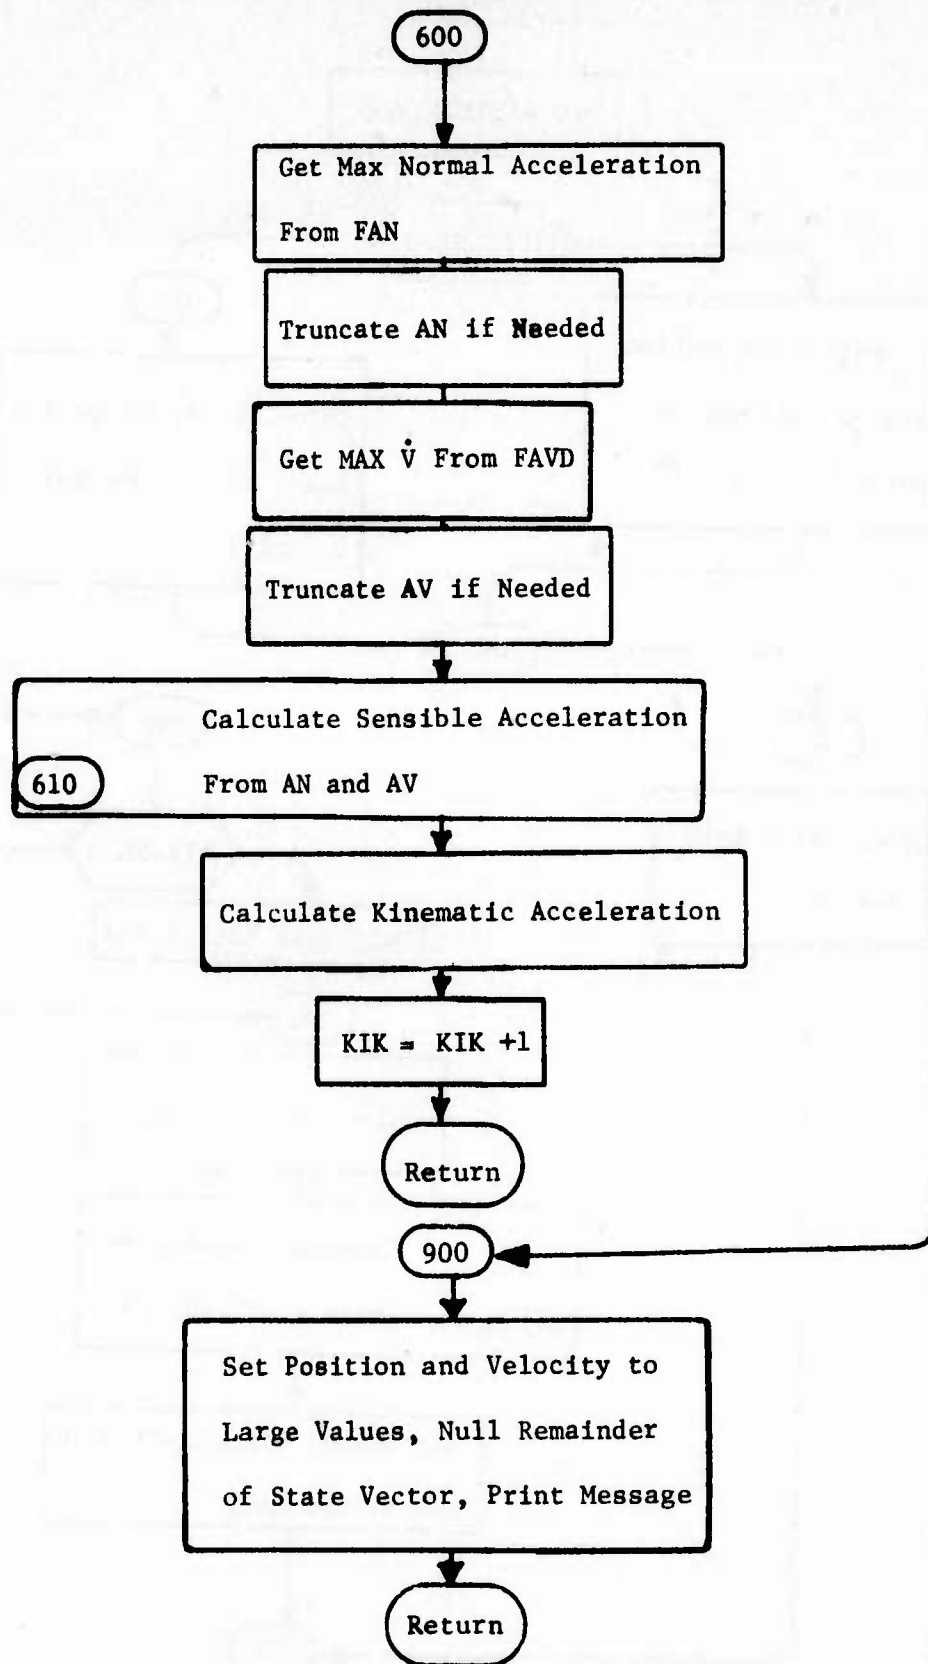 600
Get Max Normal Acceleration
From FAN
Truncate AN if Needed
Get MAX V̇ From FAVD
Truncate AV if Needed
Calculate Sensible Acceleration
610
From AN and AV
Calculate Kinematic Acceleration
KIK = KIK +1
Return
900
Set Position and Velocity to
Large Values, Null Remainder
of State Vector, Print Message
Return